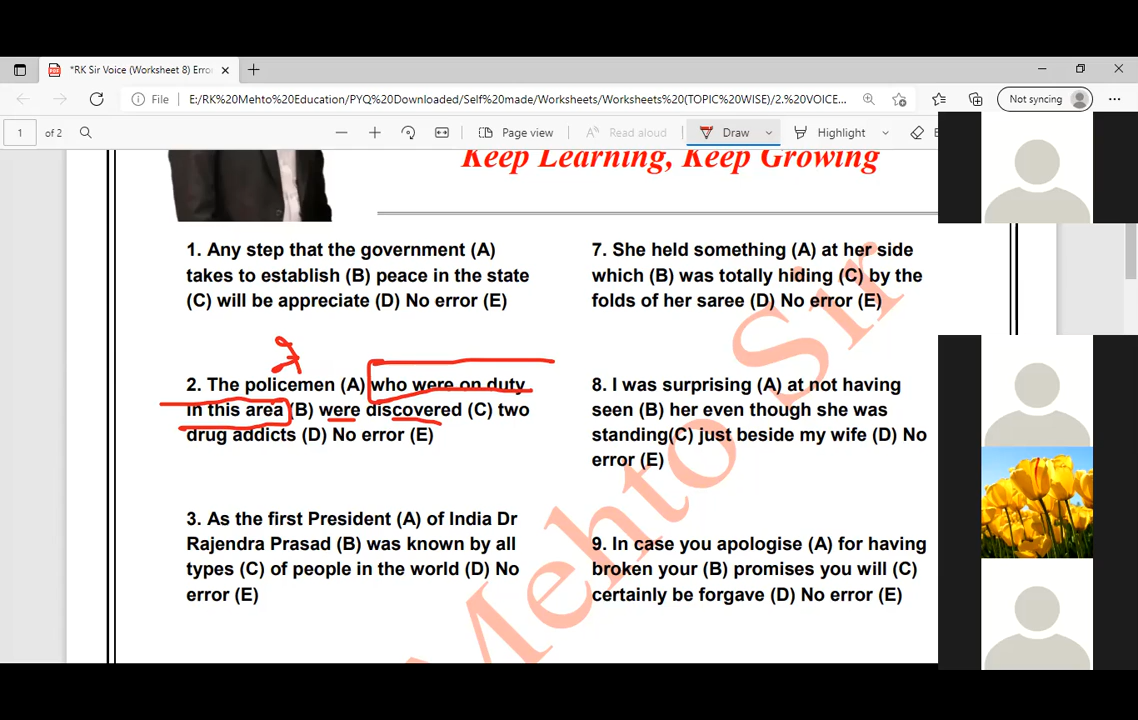 *RK Sir Voice (Worksheet 8) Erro
File
E:/RK%20Mehto%20Education/PYQ%20Downloaded/Self%20made/Worksheets/Worksheets%20(TOPIC%20WISE)/2.%20VOICE...
Not syncing
1
of 2
Page view
Read aloud
Draw
Highlight
Keep Learning, Keep Growing
1. Any step that the government (A)
takes to establish (B) peace in the state
(C) will be appreciate (D) No error (E)
2. The policemen (A) who were on duty
in this area (B) were discovered (C) two
drug addicts (D) No error (E)
3. As the first President (A) of India Dr
Rajendra Prasad (B) was known by all
types (C) of people in the world (D) No
error (E)
7. She held something (A) at her side
which (B) was totally hiding (C) by the
folds of her saree (D) No error (E)
8. I was surprising (A) at not having
seen (B) her even though she was
standing(C) just beside my wife (D) No
error (E)
9. In case you apologise (A) for having
broken your (B) promises you will (C)
certainly be forgave (D) No error (E)
Mehto Sir